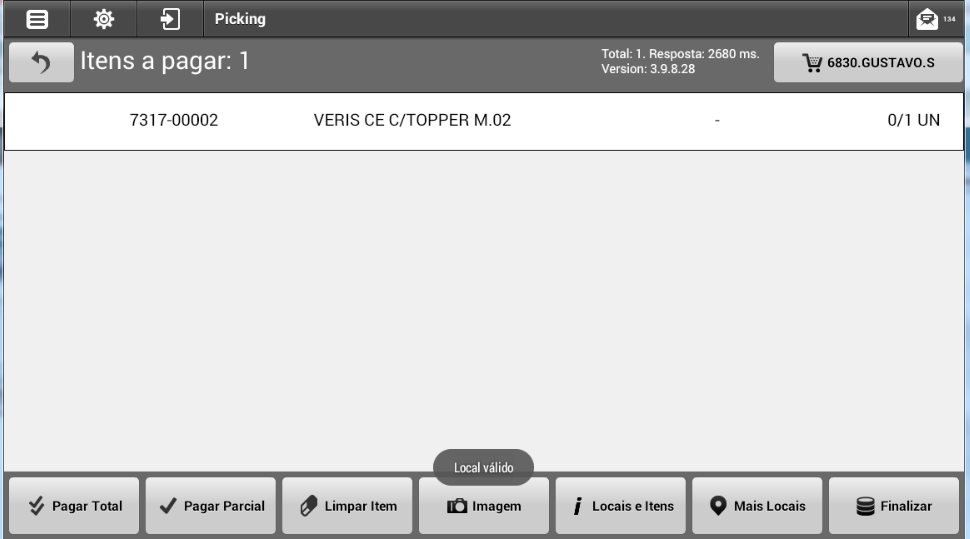 Picking
134
Itens a pagar: 1
Total: 1. Resposta: 2680 ms.
Version: 3.9.8.28
6830.GUSTAVO.S
7317-00002 VERIS CE C/TOPPER M.02 - 0/1 UN
Local válido
Pagar Total
Pagar Parcial
Limpar Item
Imagem
Locais e Itens
Mais Locais
Finalizar